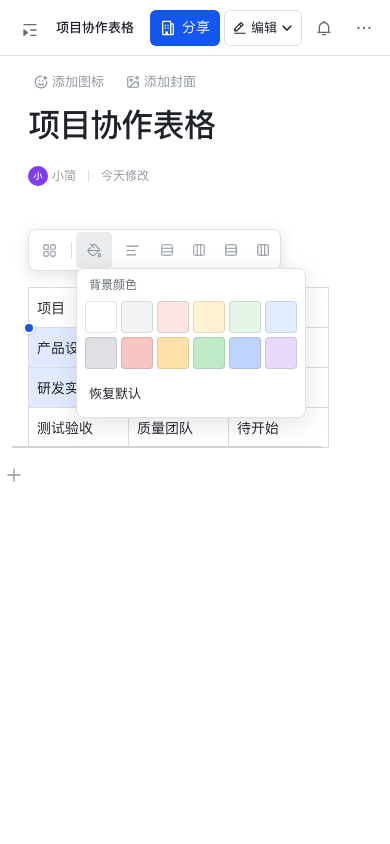 项目协作表格 分享 编辑
添加图标 添加封面
项目协作表格
小 小简 今天修改
背景颜色
项目
产品设
研发实
恢复默认
测试验收 质量团队 待开始